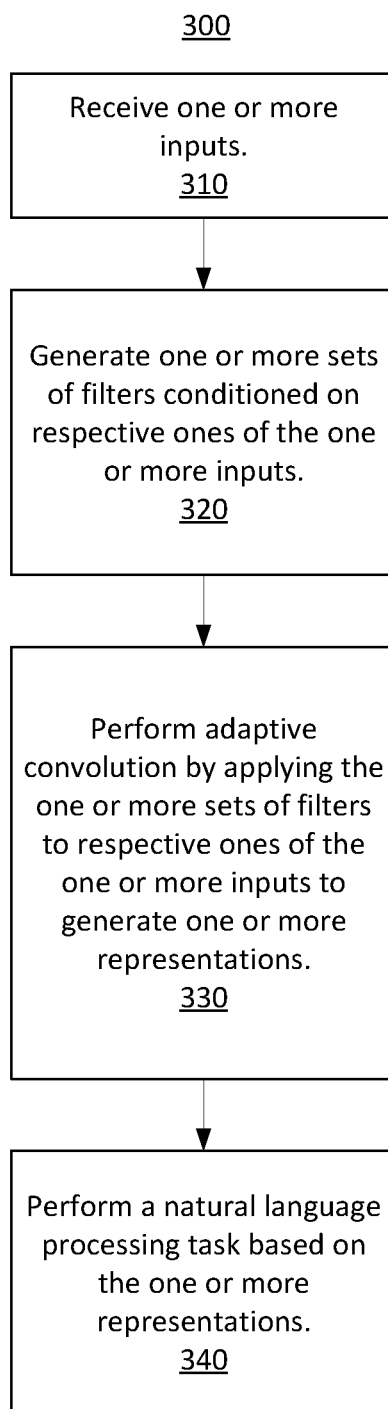 300
Receive one or more
inputs.
310
Generate one or more sets
of filters conditioned on
respective ones of the one
or more inputs.
320
Perform adaptive
convolution by applying the
one or more sets of filters
to respective ones of the
one or more inputs to
generate one or more
representations.
330
Perform a natural language
processing task based on
the one or more
representations.
340